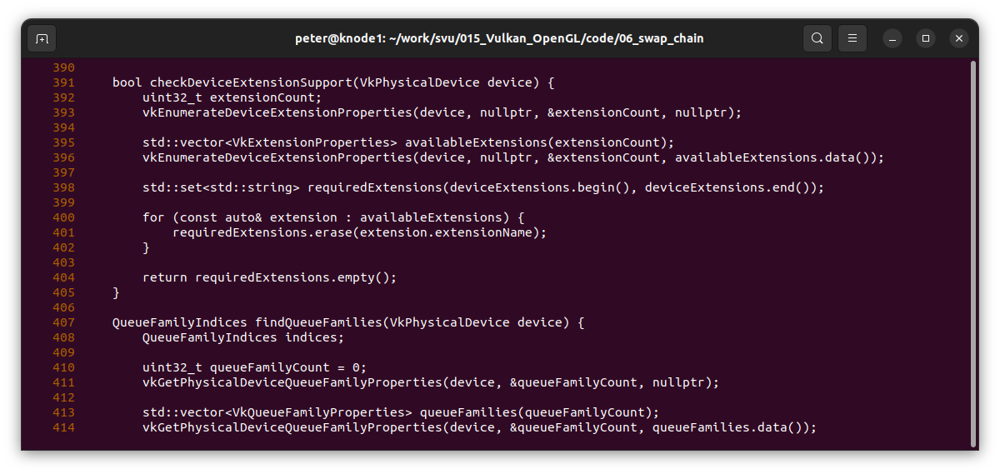 peter@knode1: ~/work/svu/015_Vulkan_OpenGL/code/06_swap_chain
390
391     bool checkDeviceExtensionSupport(VkPhysicalDevice device) {
392         uint32_t extensionCount;
393         vkEnumerateDeviceExtensionProperties(device, nullptr, &extensionCount, nullptr);
394
395         std::vector<VkExtensionProperties> availableExtensions(extensionCount);
396         vkEnumerateDeviceExtensionProperties(device, nullptr, &extensionCount, availableExtensions.data());
397
398         std::set<std::string> requiredExtensions(deviceExtensions.begin(), deviceExtensions.end());
399
400         for (const auto& extension : availableExtensions) {
401             requiredExtensions.erase(extension.extensionName);
402         }
403
404         return requiredExtensions.empty();
405     }
406
407     QueueFamilyIndices findQueueFamilies(VkPhysicalDevice device) {
408         QueueFamilyIndices indices;
409
410         uint32_t queueFamilyCount = 0;
411         vkGetPhysicalDeviceQueueFamilyProperties(device, &queueFamilyCount, nullptr);
412
413         std::vector<VkQueueFamilyProperties> queueFamilies(queueFamilyCount);
414         vkGetPhysicalDeviceQueueFamilyProperties(device, &queueFamilyCount, queueFamilies.data());